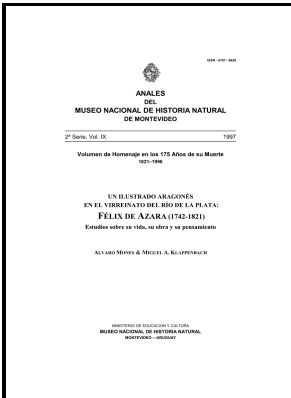 ISSN - 0797 - 0838
ANALES
DEL
MUSEO NACIONAL DE HISTORIA NATURAL
DE MONTEVIDEO
2ª Serie, Vol. IX 1997
Volumen de Homenaje en los 175 Años de su Muerte
1821–1996
UN ILUSTRADO ARAGONÉS
EN EL VIRREINATO DEL RÍO DE LA PLATA:
FÉLIX DE AZARA (1742-1821)
Estudios sobre su vida, su obra y su pensamiento
ALVARO MONES & MIGUEL A. KLAPPENBACH
MINISTERIO DE EDUCACION Y CULTURA
MUSEO NACIONAL DE HISTORIA NATURAL
MONTEVIDEO —URUGUAY